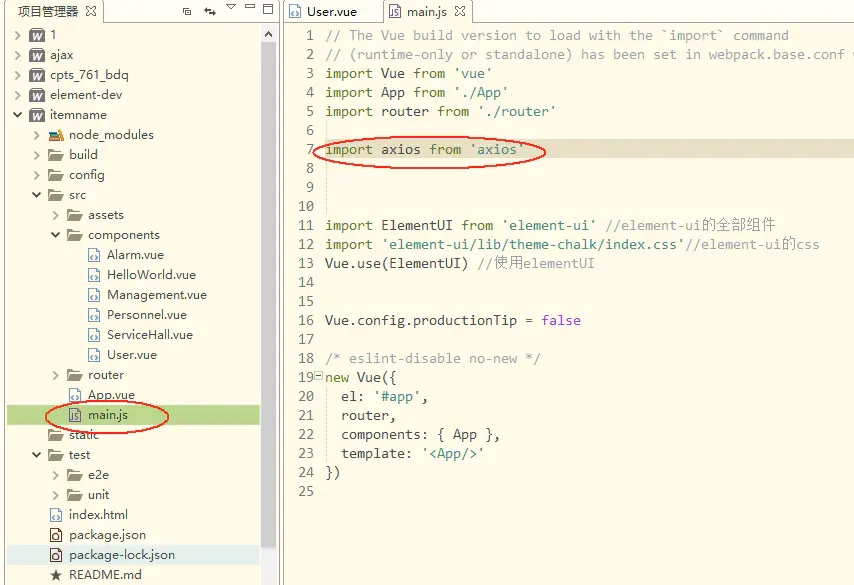 项目管理器
1
ajax
cpts_761_bdq
element-dev
itemname
node_modules
build
config
src
assets
components
Alarm.vue
HelloWorld.vue
Management.vue
Personnel.vue
ServiceHall.vue
User.vue
router
App.vue
main.js
static
test
e2e
unit
index.html
package.json
package-lock.json
README.md
User.vue
main.js
1 // The Vue build version to load with the `import` command
2 // (runtime-only or standalone) has been set in webpack.base.conf
3 import Vue from 'vue'
4 import App from './App'
5 import router from './router'
6
7 import axios from 'axios'
8
9
10
11 import ElementUI from 'element-ui' //element-ui的全部组件
12 import 'element-ui/lib/theme-chalk/index.css'//element-ui的css
13 Vue.use(ElementUI) //使用elementUI
14
15
16 Vue.config.productionTip = false
17
18 /* eslint-disable no-new */
19 new Vue({
20 el: '#app',
21 router,
22 components: { App },
23 template: '<App/>'
24 })
25